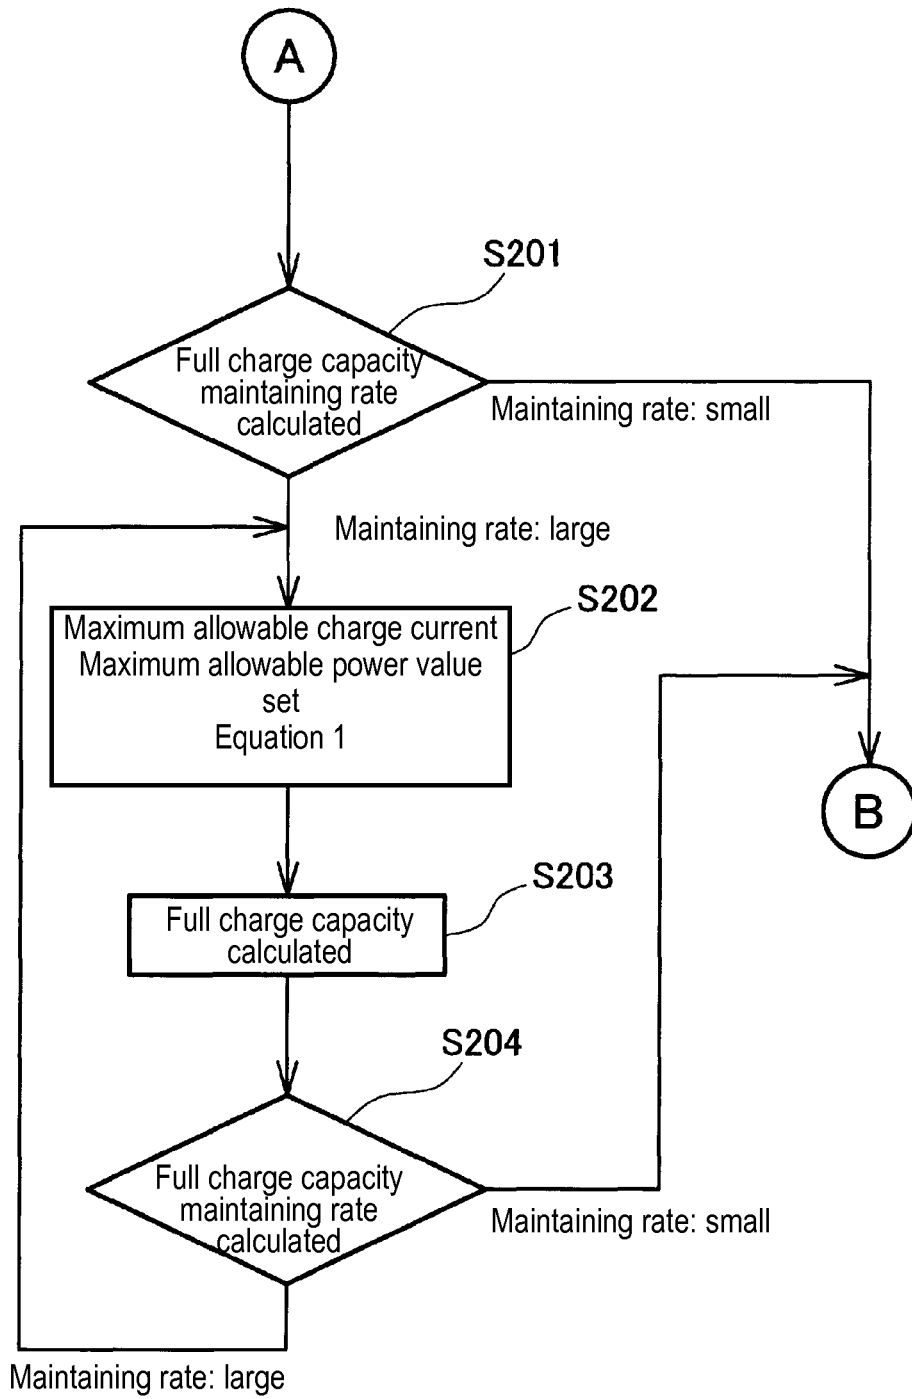 A
S201
Full charge capacity
maintaining rate
calculated
Maintaining rate: small
Maintaining rate: large
S202
Maximum allowable charge current
Maximum allowable power value
set
Equation 1
B
S203
Full charge capacity
calculated
S204
Full charge capacity
maintaining rate
calculated
Maintaining rate: small
Maintaining rate: large